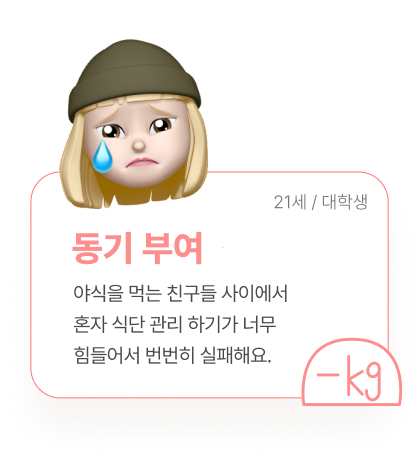 21세 / 대학생
동기 부여
야식을 먹는 친구들 사이에서
혼자 식단 관리 하기가 너무
힘들어서 번번히 실패해요.
-kg